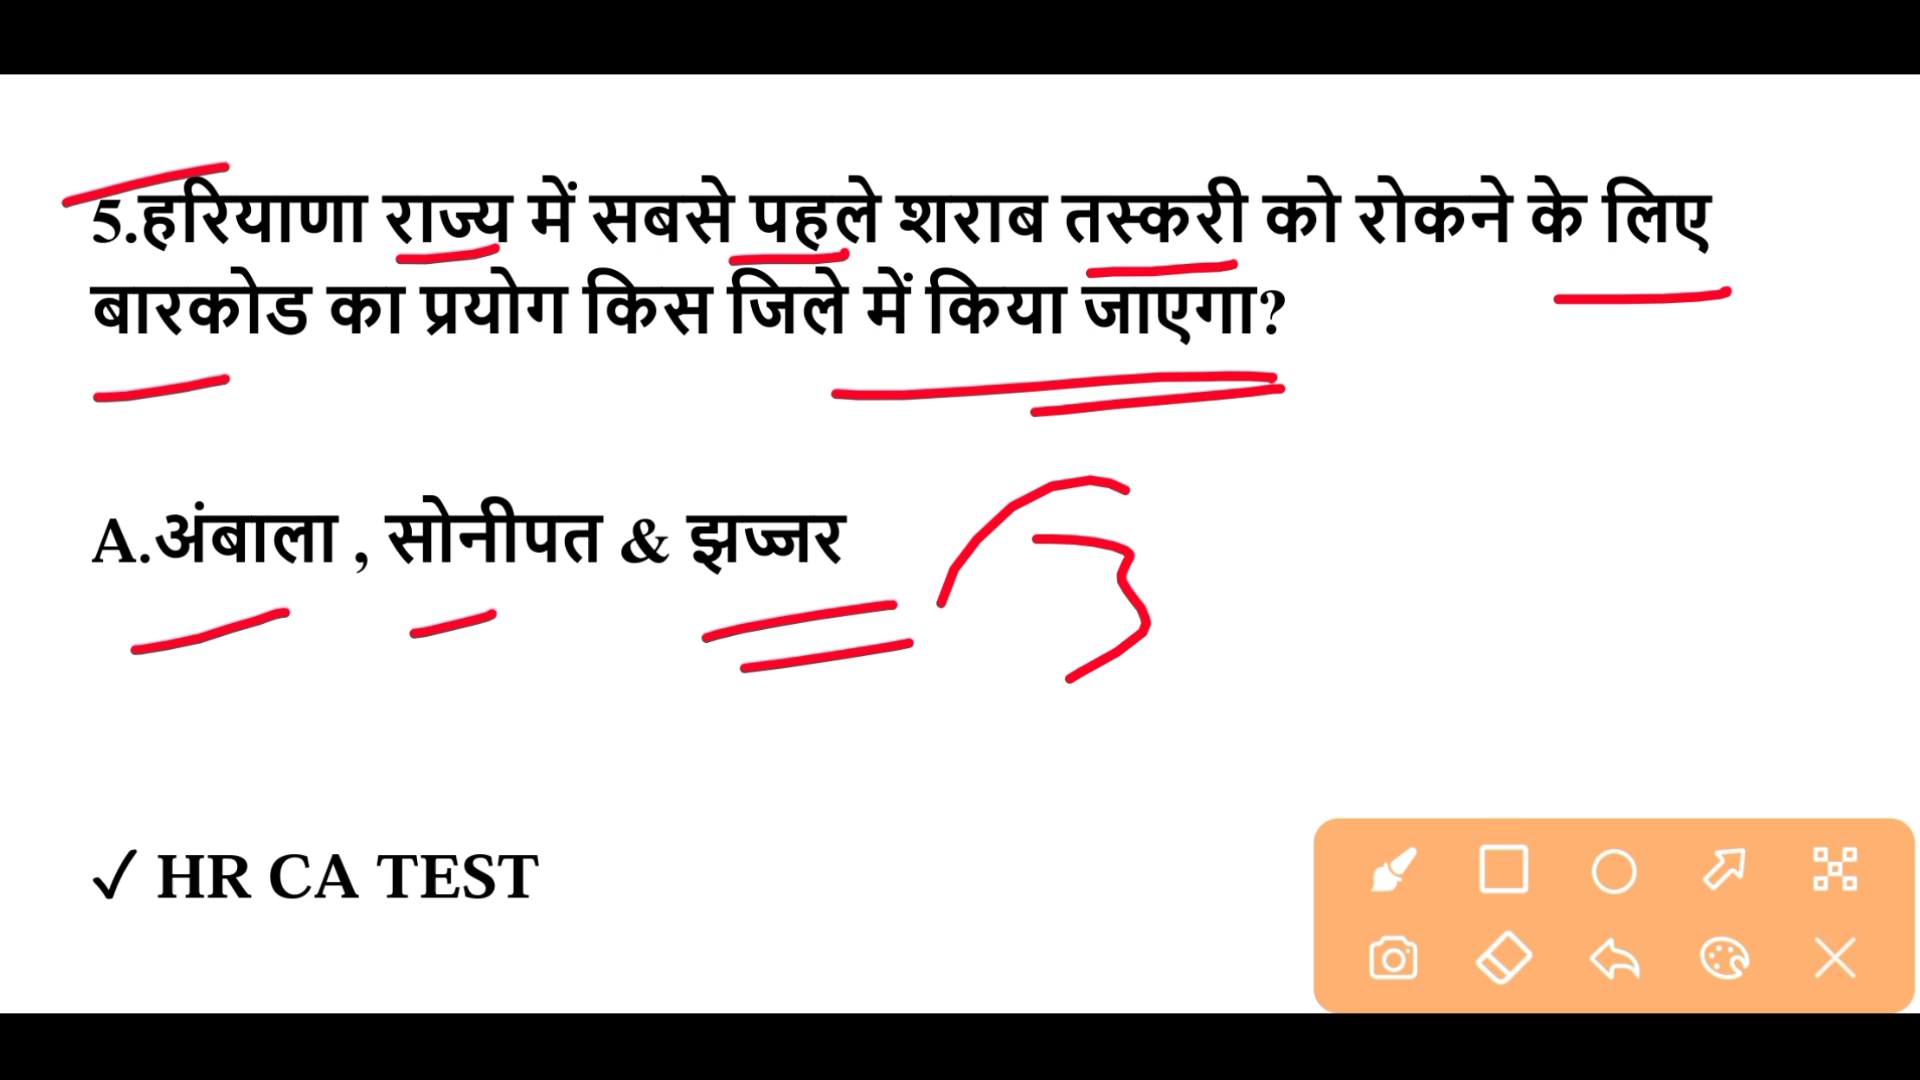 5.हरियाणा राज्य में सबसे पहले शराब तस्करी को रोकने के लिए
बारकोड का प्रयोग किस जिले में किया जाएगा?
A.अंबाला , सोनीपत & झज्जर
3
✓ HR CA TEST